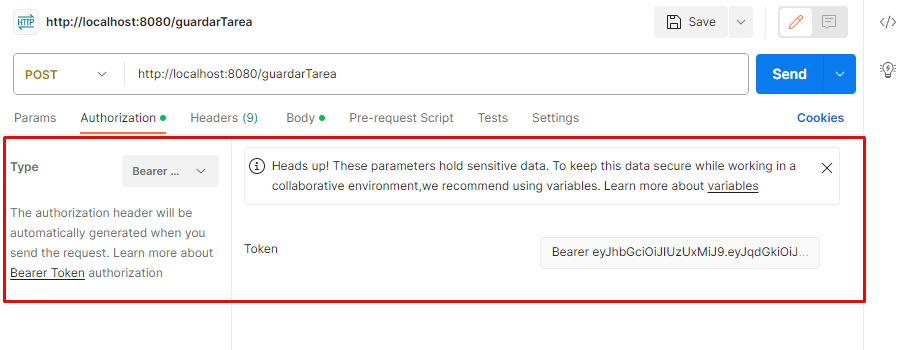 HTTP
http://localhost:8080/guardarTarea
Save
POST
http://localhost:8080/guardarTarea
Send
Params
Authorization
Headers (9)
Body
Pre-request Script
Tests
Settings
Cookies
Type
Bearer ...
The authorization header will be
automatically generated when you
send the request. Learn more about
Bearer Token authorization
Heads up! These parameters hold sensitive data. To keep this data secure while working in a
collaborative environment,we recommend using variables. Learn more about variables
Token
Bearer eyJhbGciOiJIUzUxMiJ9.eyJqdGkiOiJ...